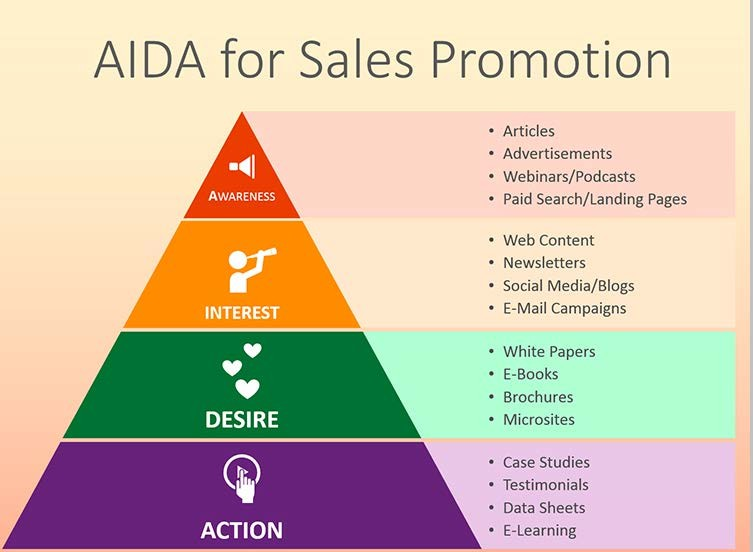 AIDA for Sales Promotion
AWARENESS
• Articles
• Advertisements
• Webinars/Podcasts
• Paid Search/Landing Pages
INTEREST
• Web Content
• Newsletters
• Social Media/Blogs
• E-Mail Campaigns
DESIRE
• White Papers
• E-Books
• Brochures
• Microsites
ACTION
• Case Studies
• Testimonials
• Data Sheets
• E-Learning